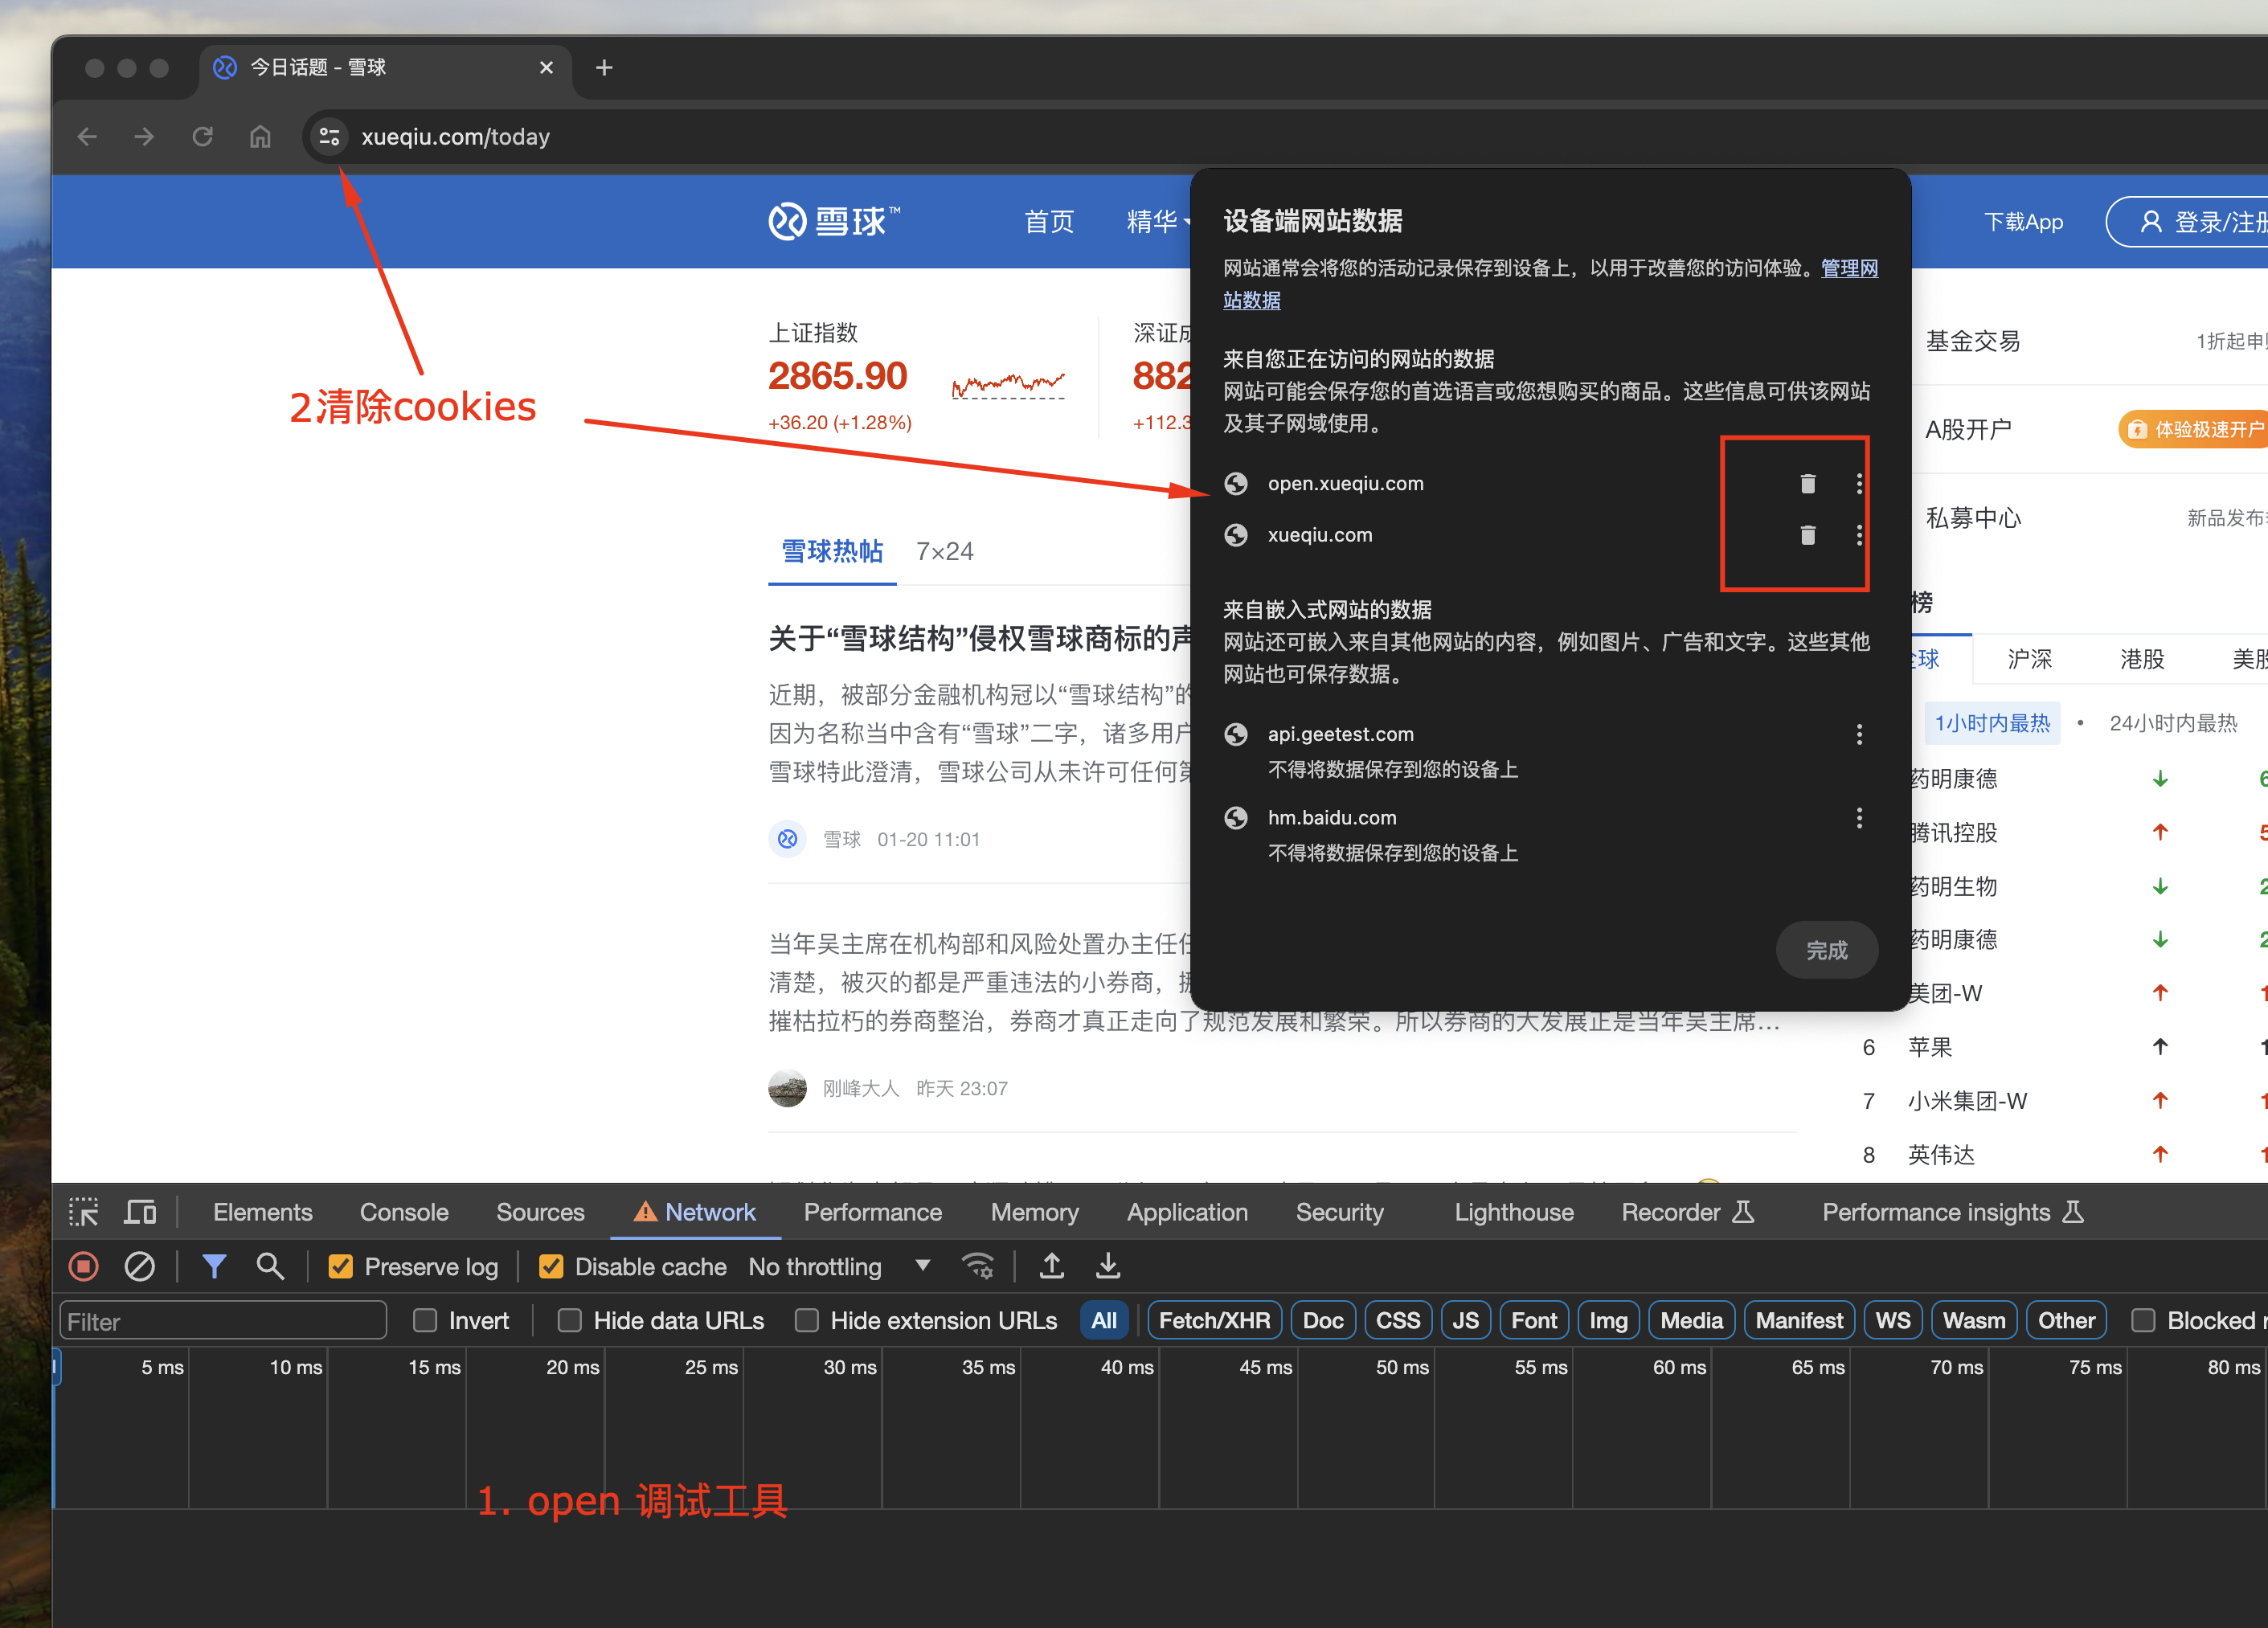 今日话题 - 雪球
xueqiu.com/today
雪球™
首页
精华
下载App
登录/注册
设备端网站数据
网站通常会将您的活动记录保存到设备上，以用于改善您的访问体验。管理网
站数据
来自您正在访问的网站的数据
网站可能会保存您的首选语言或您想购买的商品。这些信息可供该网站
及其子网域使用。
open.xueqiu.com
xueqiu.com
来自嵌入式网站的数据
网站还可嵌入来自其他网站的内容，例如图片、广告和文字。这些其他
网站也可保存数据。
api.geetest.com
不得将数据保存到您的设备上
hm.baidu.com
不得将数据保存到您的设备上
完成
2清除cookies
上证指数
2865.90
+36.20 (+1.28%)
深证成
882
+112.3
雪球热帖
7×24
关于“雪球结构”侵权雪球商标的声
近期，被部分金融机构冠以“雪球结构”的
因为名称当中含有“雪球”二字，诸多用户
雪球特此澄清，雪球公司从未许可任何第
雪球 01-20 11:01
当年吴主席在机构部和风险处置办主任任
清楚，被灭的都是严重违法的小券商，挪
摧枯拉朽的券商整治，券商才真正走向了规范发展和繁荣。所以券商的大发展正是当年吴主席…
刚峰大人 昨天 23:07
基金交易
1折起申
A股开户
体验极速开户
私募中心
新品发布
榜
全球
沪深
港股
美股
1小时内最热 • 24小时内最热
药明康德
腾讯控股
药明生物
药明康德
美团-W
6 苹果
7 小米集团-W
8 英伟达
Elements
Console
Sources
Network
Performance
Memory
Application
Security
Lighthouse
Recorder
Performance insights
Preserve log
Disable cache
No throttling
Filter
Invert
Hide data URLs
Hide extension URLs
All
Fetch/XHR
Doc
CSS
JS
Font
Img
Media
Manifest
WS
Wasm
Other
Blocked r
5 ms
10 ms
15 ms
20 ms
25 ms
30 ms
35 ms
40 ms
45 ms
50 ms
55 ms
60 ms
65 ms
70 ms
75 ms
80 ms
1. open 调试工具